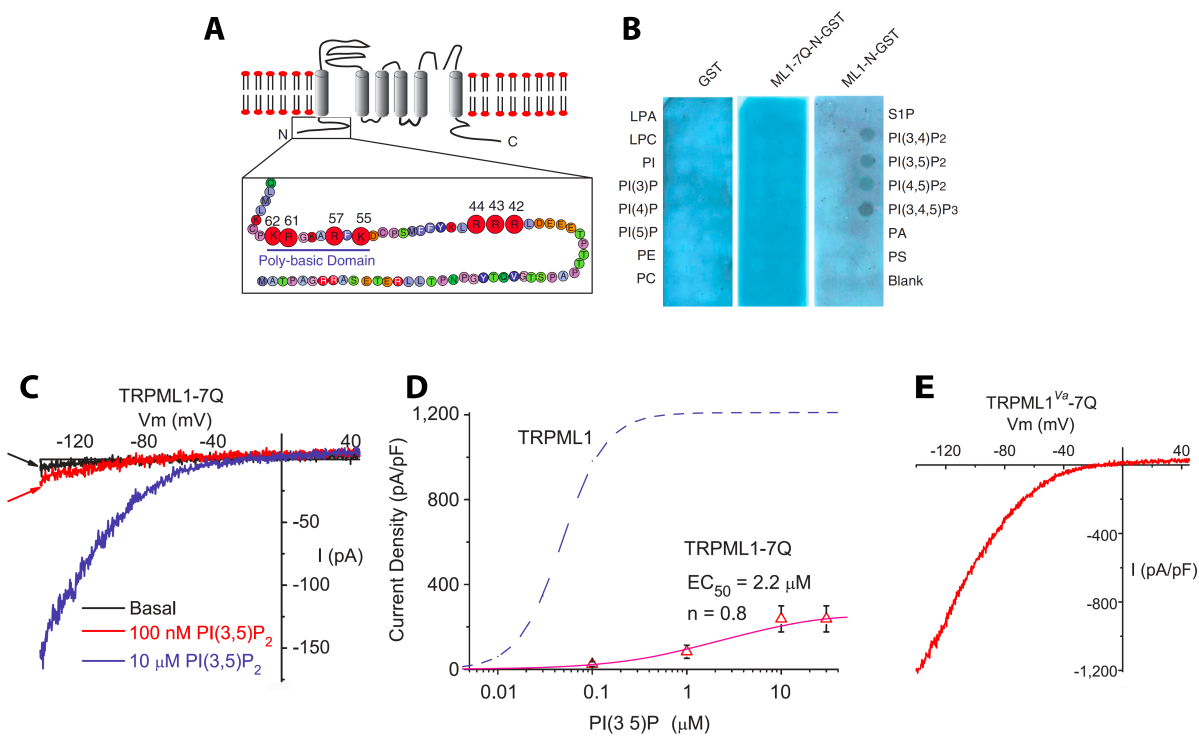 A
N
C
44 43 42
62 61 57 55
K R G K A R F K D C P S M F F Y K L R R R L D E E E T
Poly-basic Domain
M A T P A G R R A S E T E R L L T P N P G Y T Q V G T S P A P
B
GST
ML1-7Q-N-GST
ML1-N-GST
LPA
LPC
PI
PI(3)P
PI(4)P
PI(5)P
PE
PC
S1P
PI(3,4)P2
PI(3,5)P2
PI(4,5)P2
PI(3,4,5)P3
PA
PS
Blank
C
TRPML1-7Q
Vm (mV)
-120 -80 -40 0 40
-50
I (pA)
-100
-150
Basal
100 nM PI(3,5)P2
10 μM PI(3,5)P2
D
1,200
800
400
0
Current Density (pA/pF)
TRPML1
TRPML1-7Q
EC50 = 2.2 μM
n = 0.8
0.01 0.1 1 10
PI(3 5)P (μM)
E
TRPML1Va-7Q
Vm (mV)
-120 -80 -40 0 40
-400
I (pA/pF)
-800
-1,200